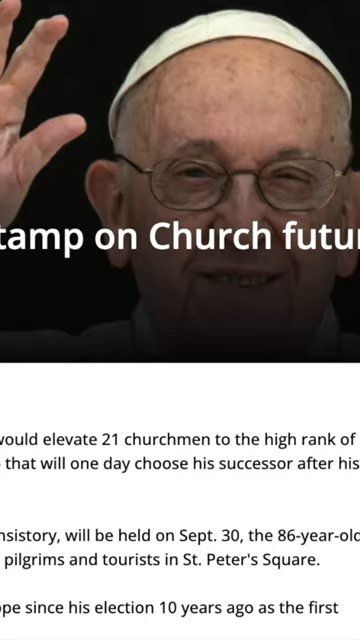 tamp on Church futur
would elevate 21 churchmen to the high rank of
that will one day choose his successor after his
nsistory, will be held on Sept. 30, the 86-year-old
pilgrims and tourists in St. Peter's Square.
ope since his election 10 years ago as the first